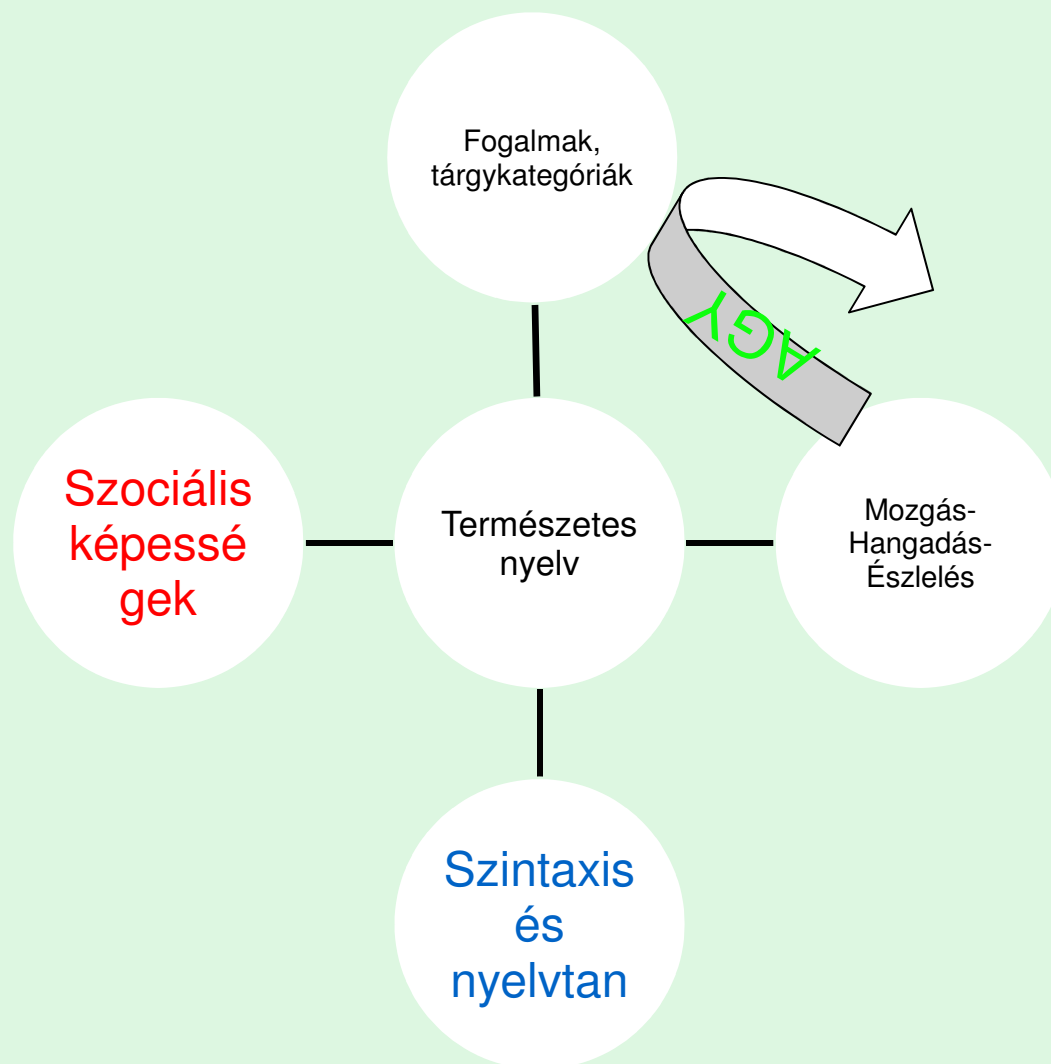 Fogalmak,
tárgykategóriák
AGY
Szociális
képessé
gek
Természetes
nyelv
Mozgás-
Hangadás-
Észlelés
Szintaxis
és
nyelvtan